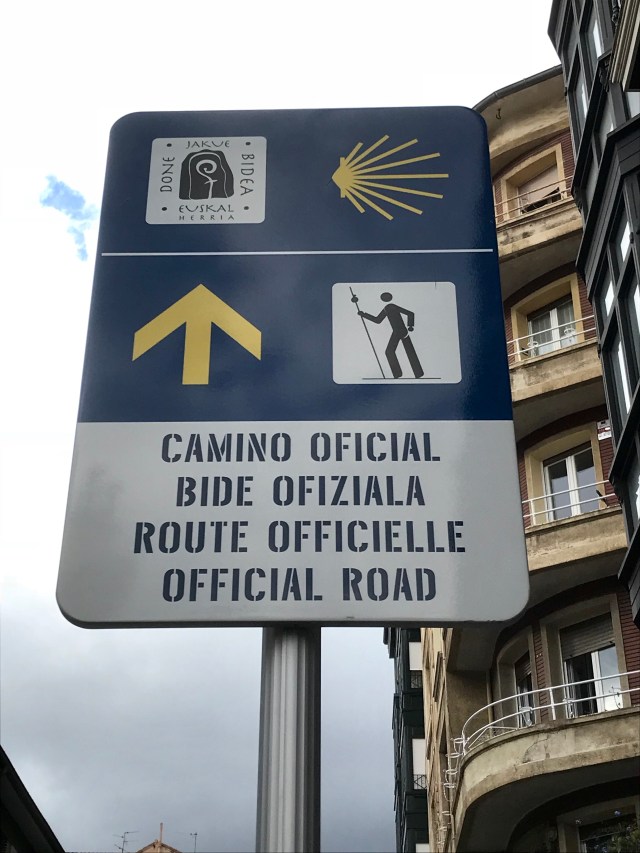 JAKUE
DONE
BIDEA
EUSKAL
HERRIA
CAMINO OFICIAL
BIDE OFIZIALA
ROUTE OFFICIELLE
OFFICIAL ROAD